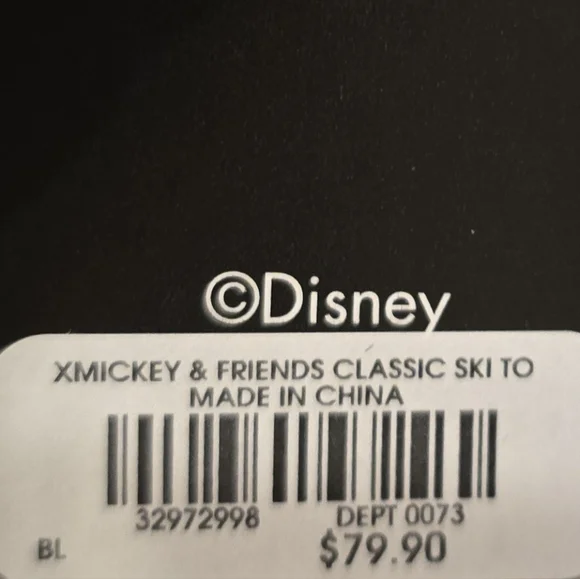 ©Disney
XMICKEY & FRIENDS CLASSIC SKI TO
MADE IN CHINA
32972998 DEPT 0073
BL $79.90